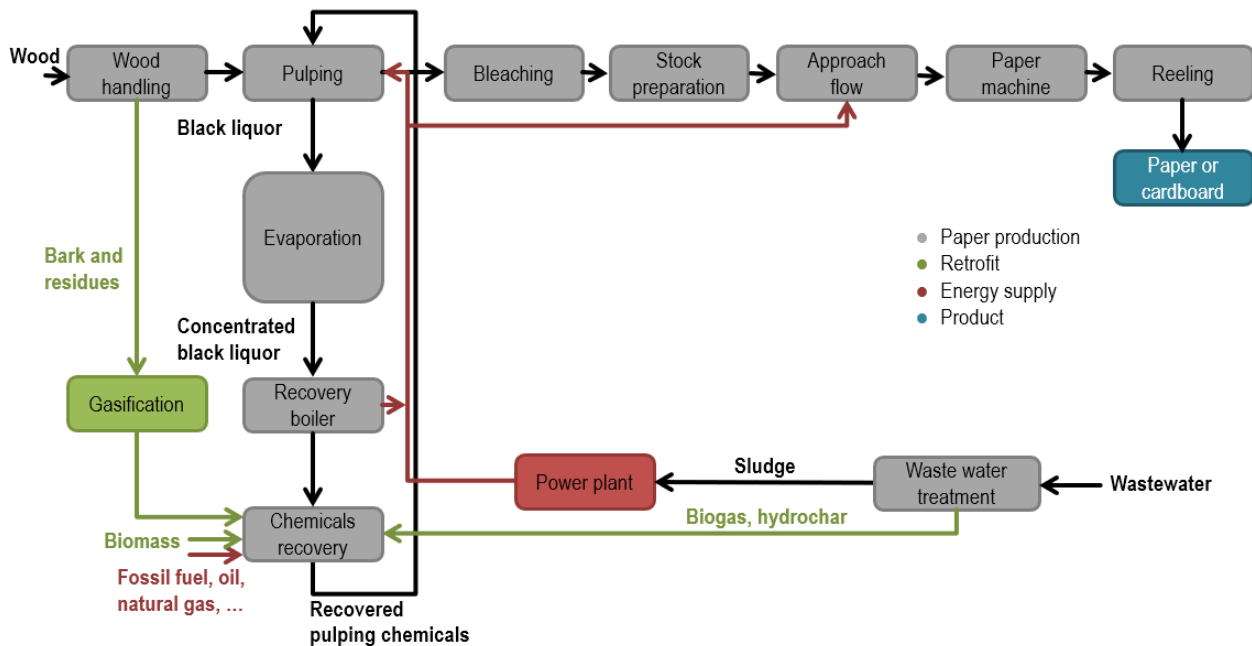 Wood
Wood
handling
Pulping
Bleaching
Stock
preparation
Approach
flow
Paper
machine
Reeling
Black liquor
Paper or
cardboard
Evaporation
Bark and
residues
Paper production
Retrofit
Energy supply
Product
Concentrated
black liquor
Gasification
Recovery
boiler
Power plant
Sludge
Waste water
treatment
Wastewater
Biogas, hydrochar
Chemicals
recovery
Biomass
Fossil fuel, oil,
natural gas, ...
Recovered
pulping chemicals